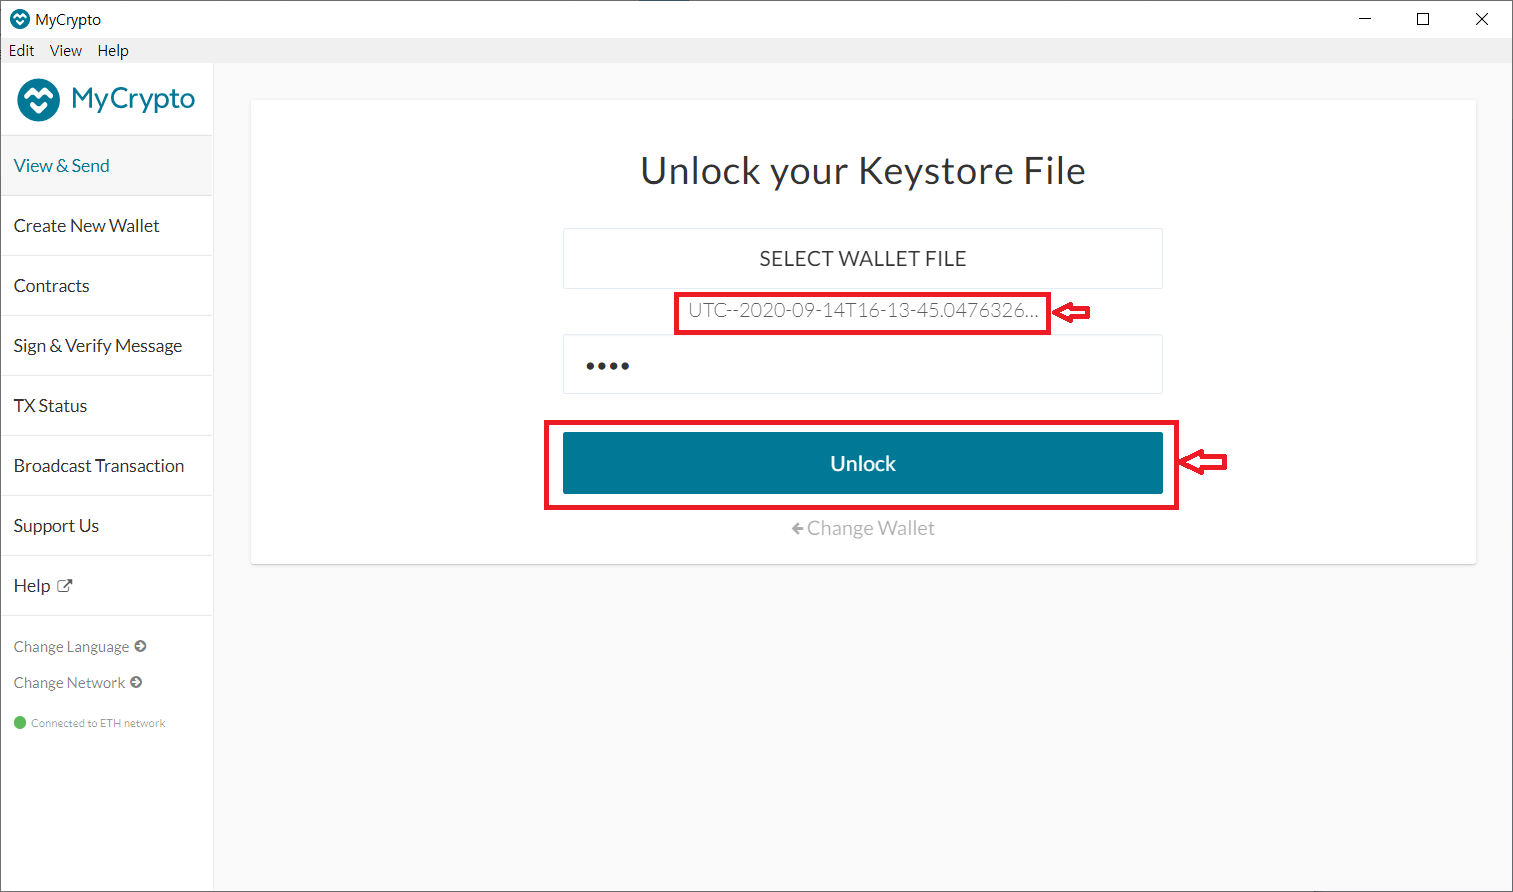 MyCrypto
Edit View Help
MyCrypto
View & Send
Create New Wallet
Contracts
Sign & Verify Message
TX Status
Broadcast Transaction
Support Us
Help
Change Language
Change Network
Connected to ETH network
Unlock your Keystore File
SELECT WALLET FILE
UTC--2020-09-14T16-13-45.0476326...
••••
Unlock
Change Wallet